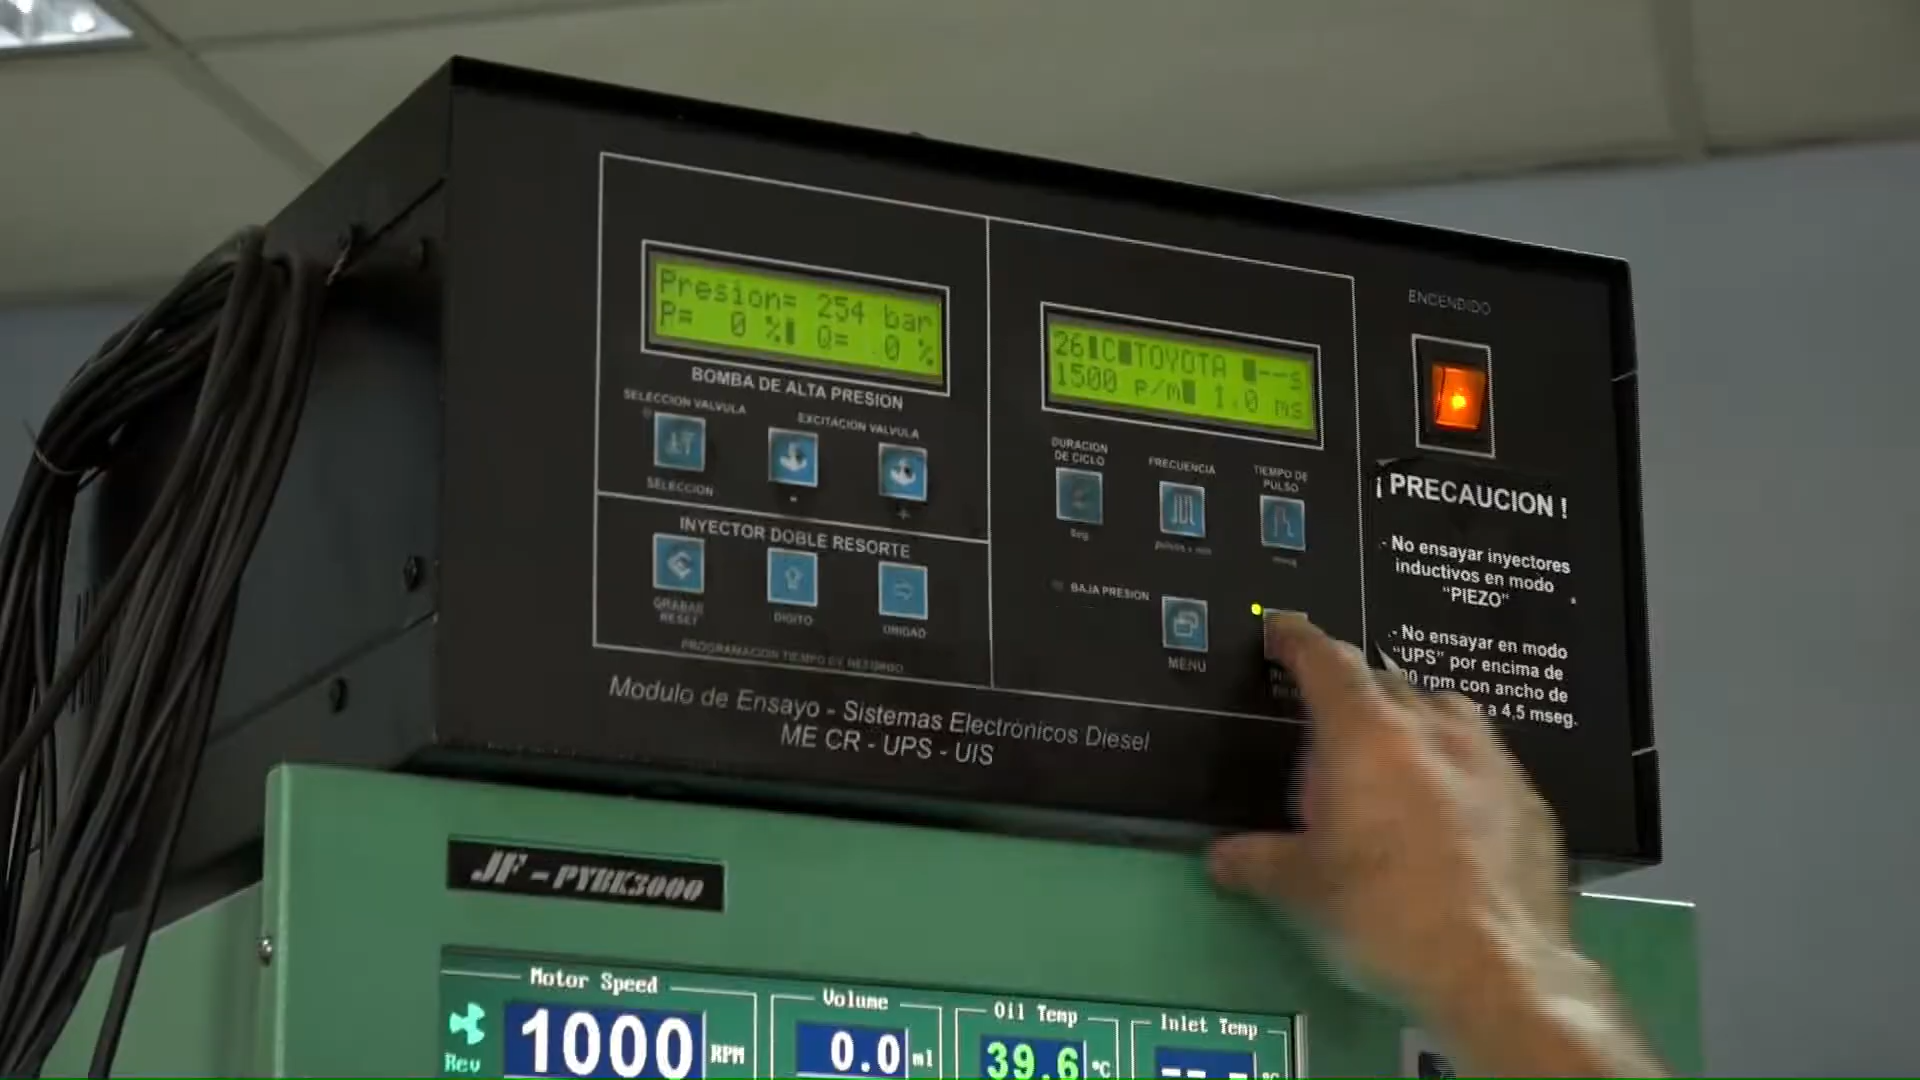 Presion= 254 bar
P= 0 % Q= 0 %
BOMBA DE ALTA PRESION
SELECCION VALVULA
EXCITACION VALVULA
SELECCION
-
+
INYECTOR DOBLE RESORTE
GRABAR
RESET
DIGITO
UNIDAD
PROGRAMACION TIEMPO DE RETORNO
26 C TOYOTA --s
1500 p/m 1.0 ms
DURACION
DE CICLO
FRECUENCIA
TIEMPO DE
PULSO
Seg
pulsos x min
mseg
BAJA PRESION
MENU
Modulo de Ensayo - Sistemas Electrónicos Diesel
ME CR - UPS - UIS
ENCENDIDO
¡ PRECAUCION !
- No ensayar inyectores
inductivos en modo
"PIEZO"
- No ensayar en modo
"UPS" por encima de
00 rpm con ancho de
r a 4,5 mseg.
JF - PYBK3000
Motor Speed
Rev
1000 RPM
Volume
0.0 ml
Oil Temp
39.6 °C
Inlet Temp
-- - °C